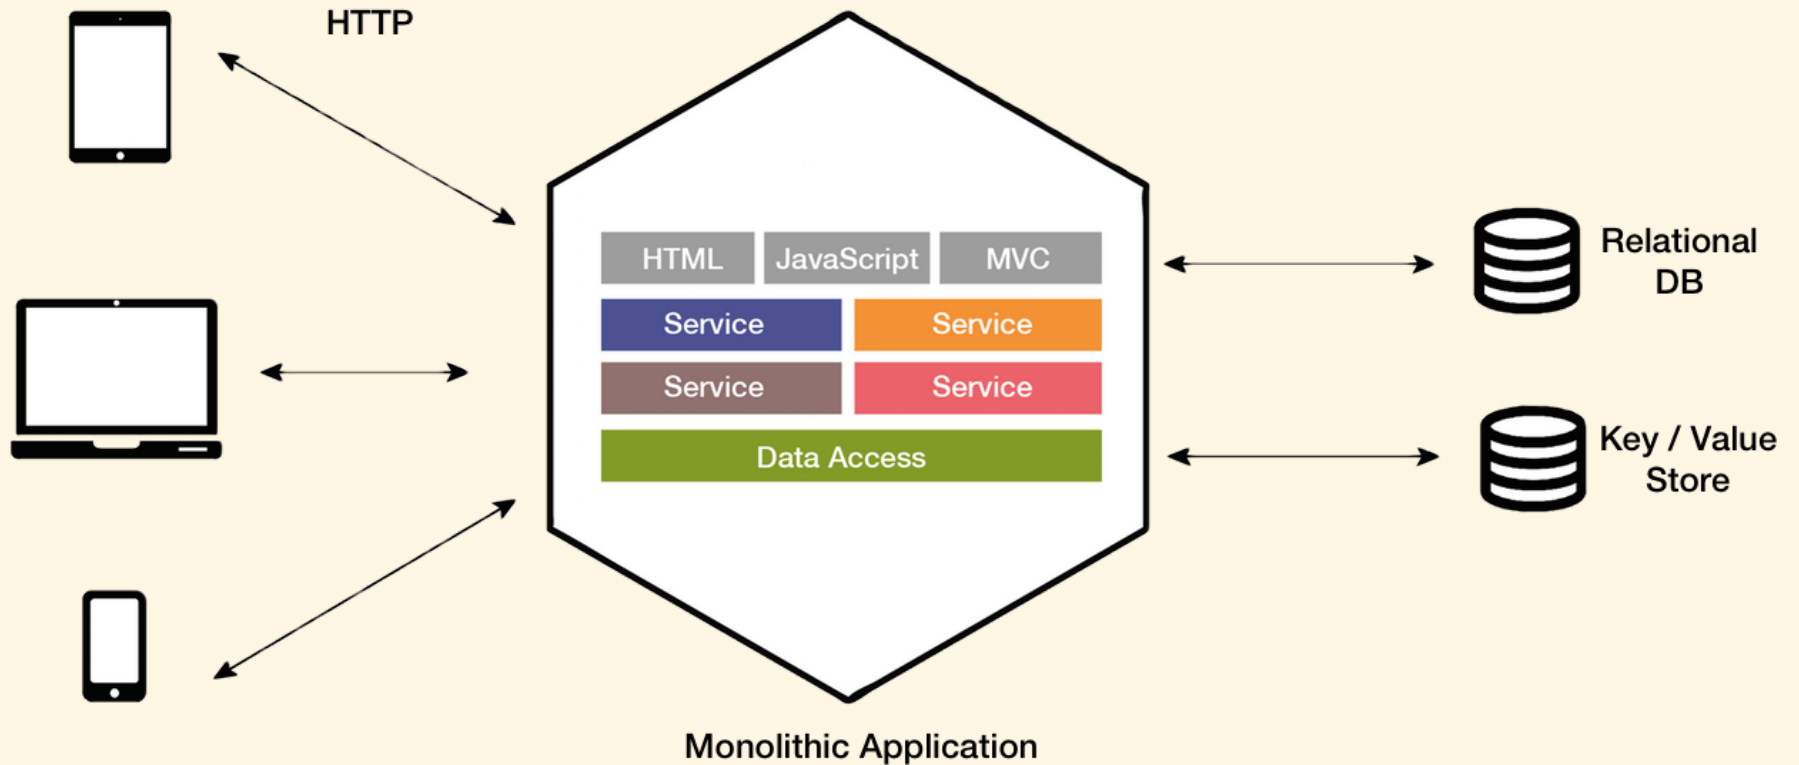 HTTP
HTML
JavaScript
MVC
Service
Service
Service
Service
Data Access
Relational
DB
Key / Value
Store
Monolithic Application